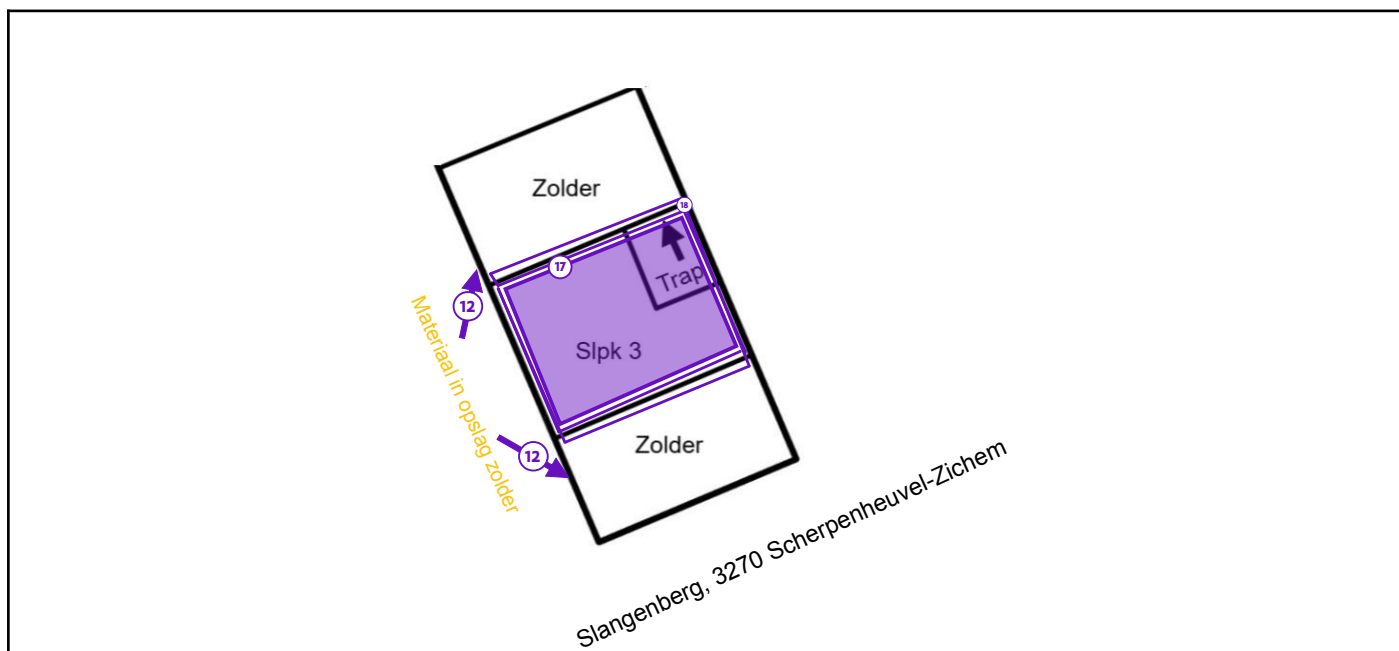 Zolder
18
17
Trap
12
Materiaal in opslag zolder
Slpk 3
12
Zolder
Slangenberg, 3270 Scherpenheuvel-Zichem